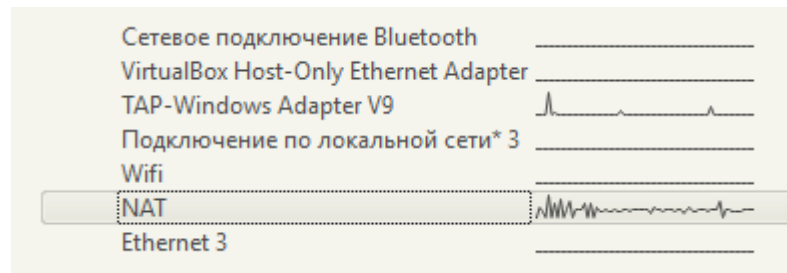 Сетевое подключение Bluetooth
VirtualBox Host-Only Ethernet Adapter
TAP-Windows Adapter V9
Подключение по локальной сети* 3
Wifi
NAT
Ethernet 3